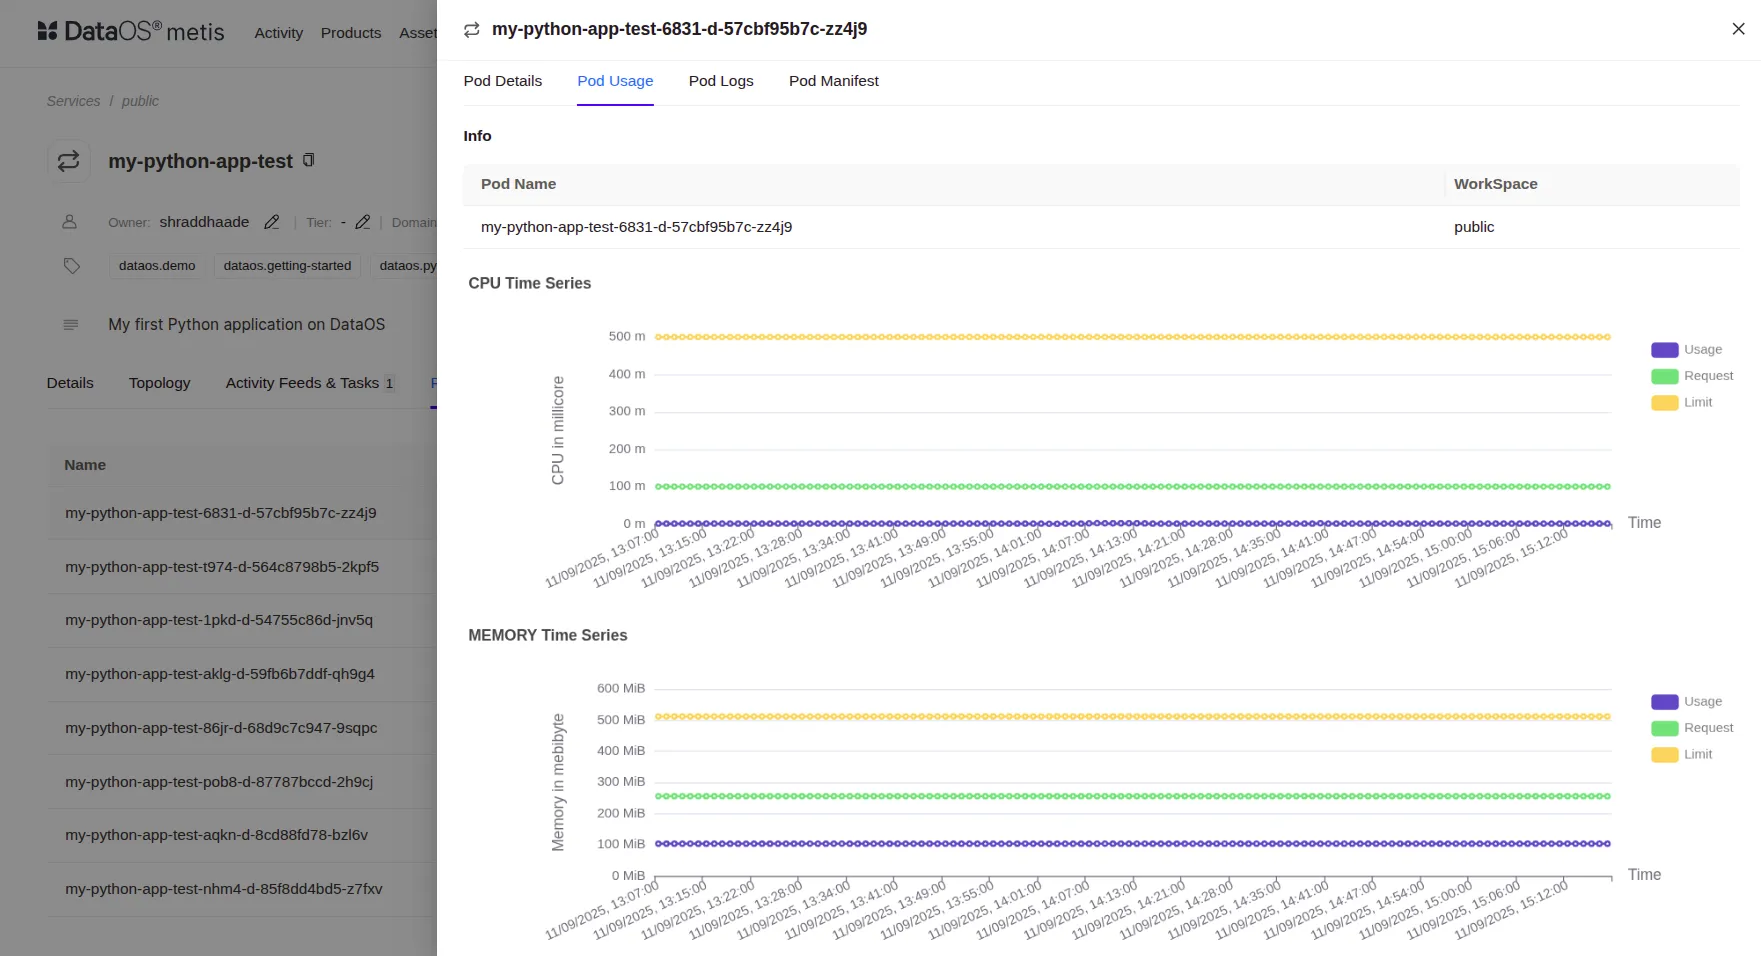 DataOS® metis Activity Products Asset
Services / public
my-python-app-test
Owner: shraddhaade | Tier: - | Domain
dataos.demo dataos.getting-started dataos.py
My first Python application on DataOS
Details Topology Activity Feeds & Tasks 1
Name
my-python-app-test-6831-d-57cbf95b7c-zz4j9
my-python-app-test-t974-d-564c8798b5-2kpf5
my-python-app-test-1pkd-d-54755c86d-jnv5q
my-python-app-test-aklg-d-59fb6b7ddf-qh9g4
my-python-app-test-86jr-d-68d9c7c947-9sqpc
my-python-app-test-pob8-d-87787bccd-2h9cj
my-python-app-test-aqkn-d-8cd88fd78-bzl6v
my-python-app-test-nhm4-d-85f8dd4bd5-z7fxv
my-python-app-test-6831-d-57cbf95b7c-zz4j9
Pod Details Pod Usage Pod Logs Pod Manifest
Info
Pod Name WorkSpace
my-python-app-test-6831-d-57cbf95b7c-zz4j9 public
CPU Time Series
CPU in millicore
500 m
400 m
300 m
200 m
100 m
0 m
Time
11/09/2025, 13:07:00
11/09/2025, 13:15:00
11/09/2025, 13:22:00
11/09/2025, 13:28:00
11/09/2025, 13:34:00
11/09/2025, 13:41:00
11/09/2025, 13:49:00
11/09/2025, 13:55:00
11/09/2025, 14:01:00
11/09/2025, 14:07:00
11/09/2025, 14:13:00
11/09/2025, 14:21:00
11/09/2025, 14:28:00
11/09/2025, 14:35:00
11/09/2025, 14:41:00
11/09/2025, 14:47:00
11/09/2025, 14:54:00
11/09/2025, 15:00:00
11/09/2025, 15:06:00
11/09/2025, 15:12:00
Usage
Request
Limit
MEMORY Time Series
Memory in mebibyte
600 MiB
500 MiB
400 MiB
300 MiB
200 MiB
100 MiB
0 MiB
Time
11/09/2025, 13:07:00
11/09/2025, 13:15:00
11/09/2025, 13:22:00
11/09/2025, 13:28:00
11/09/2025, 13:34:00
11/09/2025, 13:41:00
11/09/2025, 13:49:00
11/09/2025, 13:55:00
11/09/2025, 14:01:00
11/09/2025, 14:07:00
11/09/2025, 14:13:00
11/09/2025, 14:21:00
11/09/2025, 14:28:00
11/09/2025, 14:35:00
11/09/2025, 14:41:00
11/09/2025, 14:47:00
11/09/2025, 14:54:00
11/09/2025, 15:00:00
11/09/2025, 15:06:00
11/09/2025, 15:12:00
Usage
Request
Limit